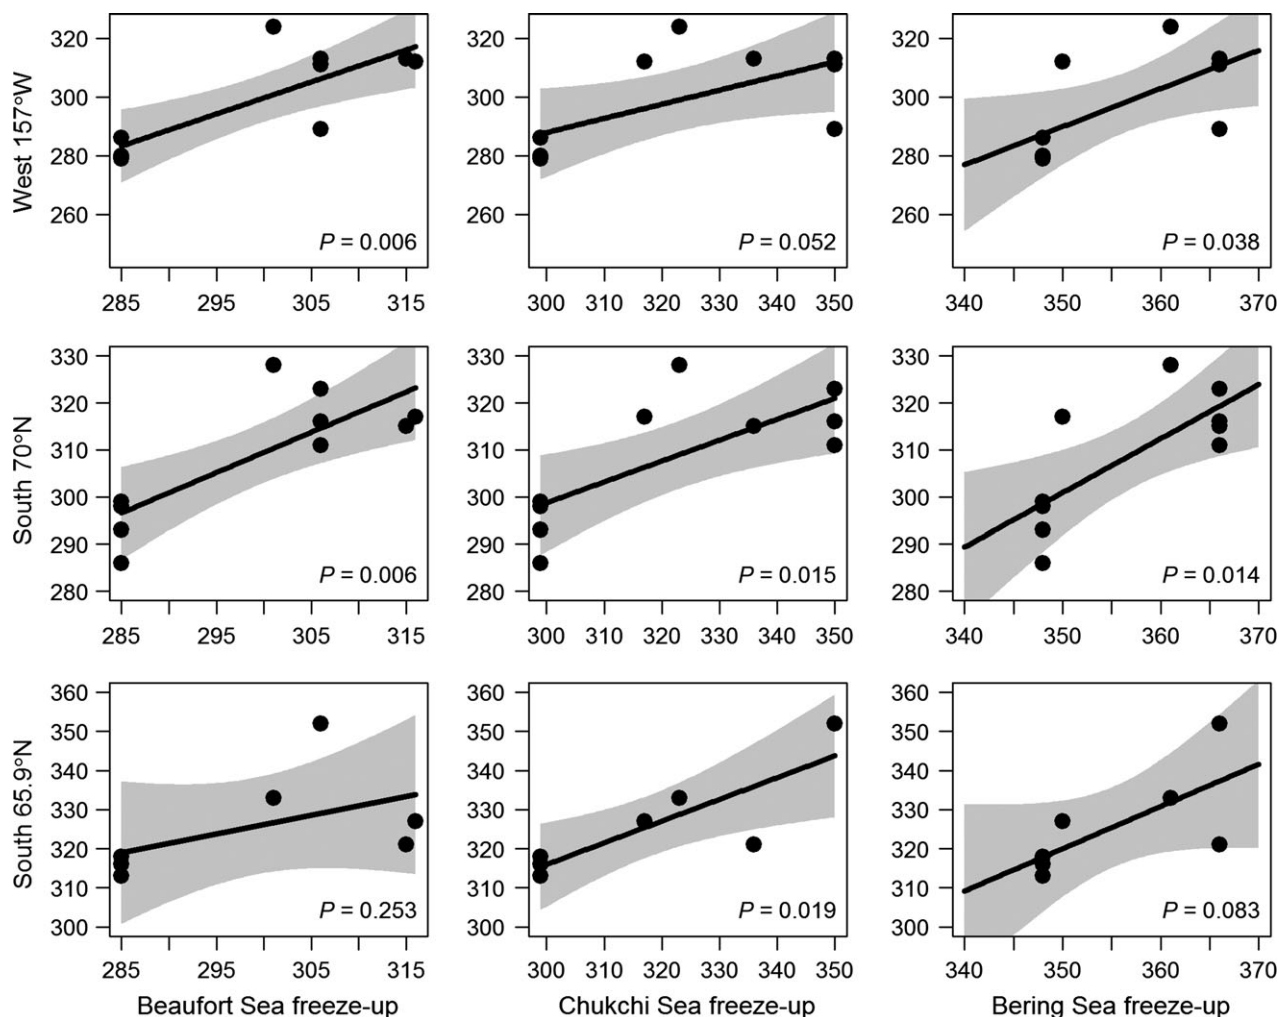 West 157°W
320
300
280
260
P = 0.006
285 295 305 315
320
300
280
260
P = 0.052
300 310 320 330 340 350
320
300
280
260
P = 0.038
340 350 360 370
South 70°N
330
320
310
300
290
280
P = 0.006
285 295 305 315
330
320
310
300
290
280
P = 0.015
300 310 320 330 340 350
330
320
310
300
290
280
P = 0.014
340 350 360 370
South 65.9°N
360
350
340
330
320
310
300
P = 0.253
285 295 305 315
Beaufort Sea freeze-up
360
350
340
330
320
310
300
P = 0.019
300 310 320 330 340 350
Chukchi Sea freeze-up
360
350
340
330
320
310
300
P = 0.083
340 350 360 370
Bering Sea freeze-up